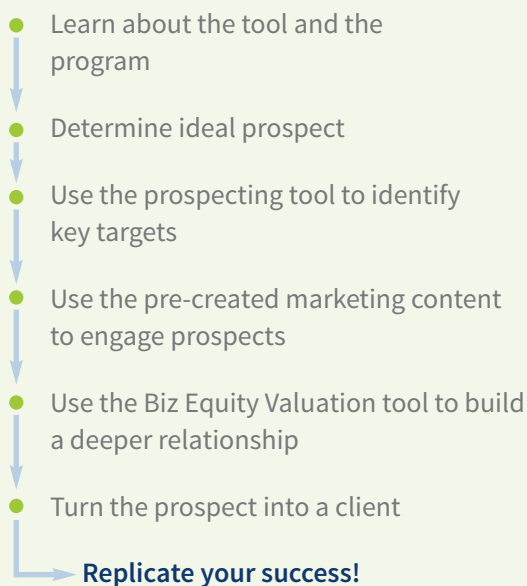 Learn about the tool and the
program
Determine ideal prospect
Use the prospecting tool to identify
key targets
Use the pre-created marketing content
to engage prospects
Use the Biz Equity Valuation tool to build
a deeper relationship
Turn the prospect into a client
Replicate your success!